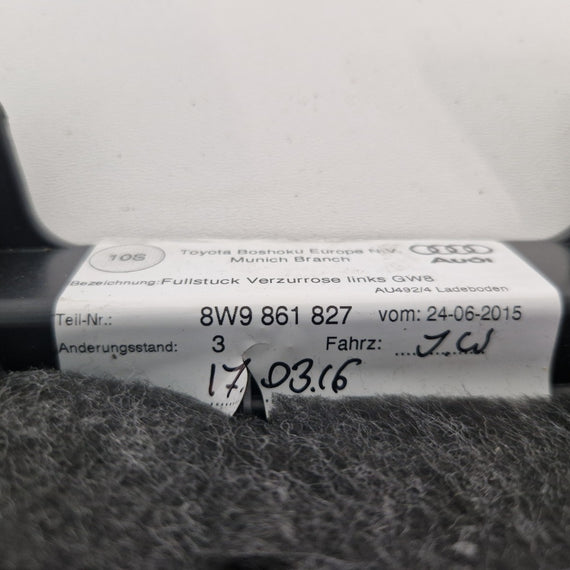 10S
Toyota Boshoku Europe N.V.
Munich Branch
Audi
Bezeichnung: Fullstuck Verzurrose links GW8
AU492/4 Ladeboden
Teil-Nr.: 8W9 861 827 vom: 24-06-2015
Anderungsstand: 3 Fahrz:
17.03.16